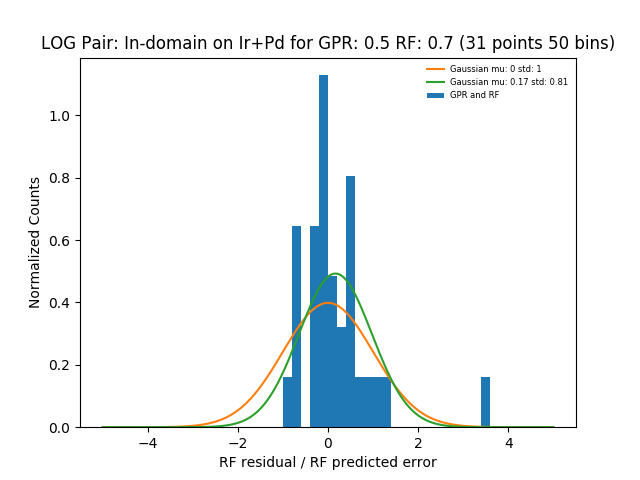 LOG Pair: In-domain on Ir+Pd for GPR: 0.5 RF: 0.7 (31 points 50 bins)
Gaussian mu: 0 std: 1
Gaussian mu: 0.17 std: 0.81
GPR and RF
Normalized Counts
1.0
0.8
0.6
0.4
0.2
0.0
−4 −2 0 2 4
RF residual / RF predicted error